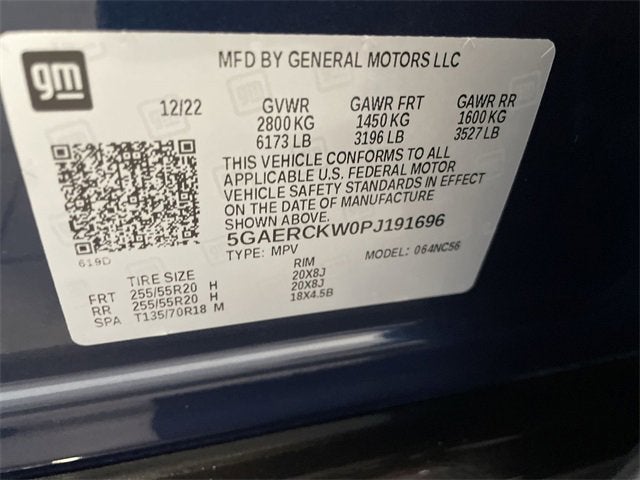 gm
MFD BY GENERAL MOTORS LLC
12/22 GVWR GAWR FRT GAWR RR
2800 KG 1450 KG 1600 KG
6173 LB 3196 LB 3527 LB
THIS VEHICLE CONFORMS TO ALL
APPLICABLE U.S. FEDERAL MOTOR
VEHICLE SAFETY STANDARDS IN EFFECT
ON THE DATE OF MANUFACTURE
SHOWN ABOVE.
5GAERCKW0PJ191696
TYPE: MPV MODEL: 064NC56
619D
TIRE SIZE RIM
FRT 255/55R20 H 20X8J
RR 255/55R20 H 20X8J
SPA T135/70R18 M 18X4.5B